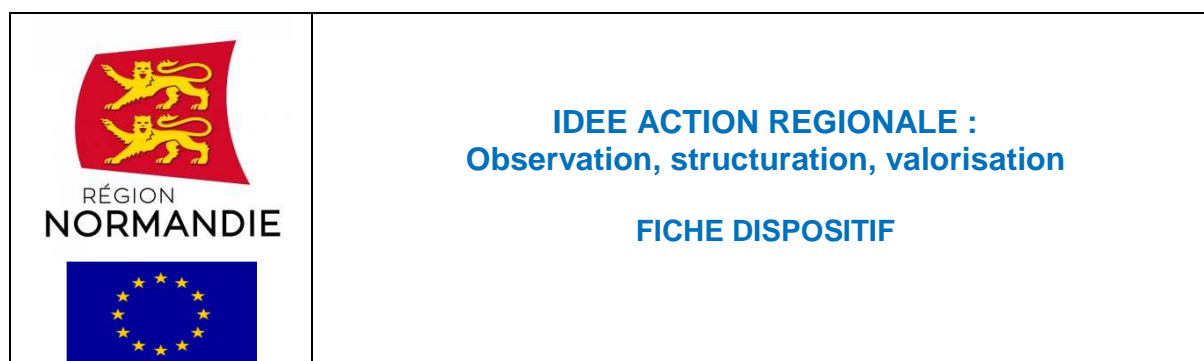 RÉGION
NORMANDIE
IDEE ACTION REGIONALE :
Observation, structuration, valorisation
FICHE DISPOSITIF